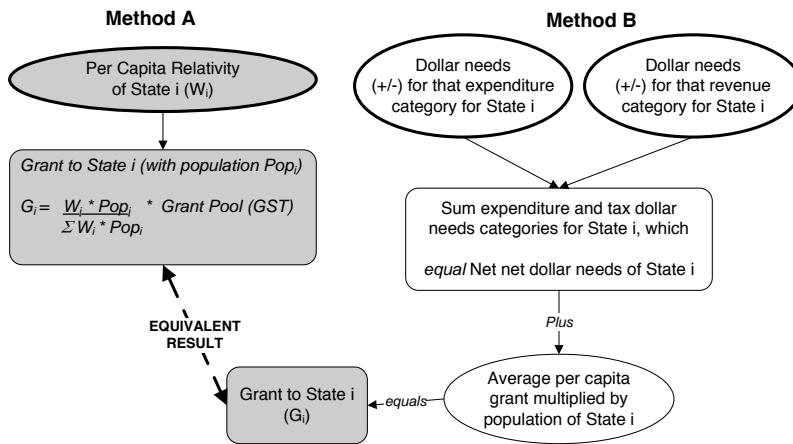 Method A
Per Capita Relativity
of State i (Wi)
Grant to State i (with population Popi)
Gi = Wi * Popi * Grant Pool (GST)
Σ Wi * Popi
EQUIVALENT
RESULT
Method B
Dollar needs
(+/-) for that expenditure
category for State i
Dollar needs
(+/-) for that revenue
category for State i
Sum expenditure and tax dollar
needs categories for State i, which
equal Net net dollar needs of State i
Plus
Average per capita
grant multiplied by
population of State i
equals
Grant to State i
(Gi)